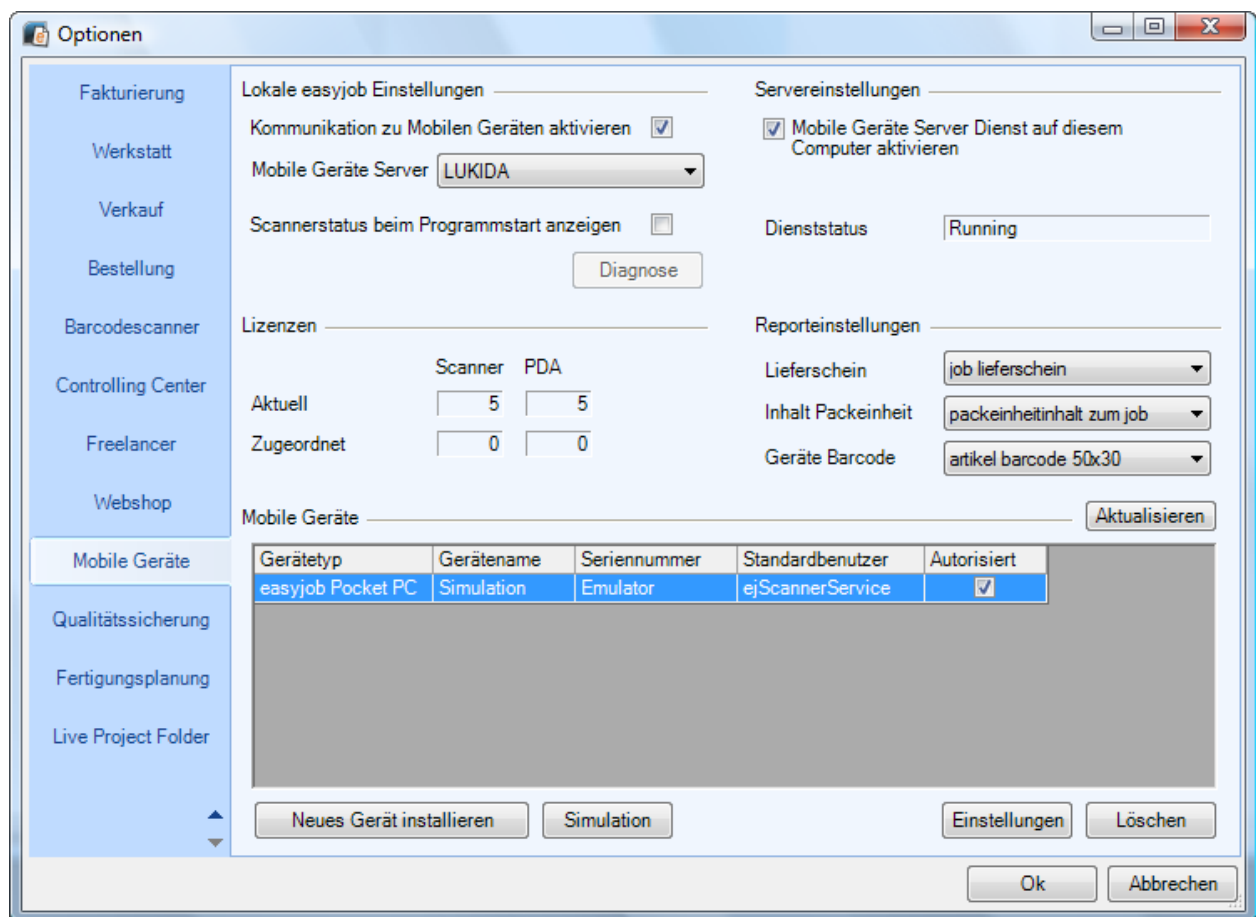 Optionen
Fakturierung
Werkstatt
Verkauf
Bestellung
Barcodescanner
Controlling Center
Freelancer
Webshop
Mobile Geräte
Qualitätssicherung
Fertigungsplanung
Live Project Folder
Lokale easyjob Einstellungen
Kommunikation zu Mobilen Geräten aktivieren
Mobile Geräte Server LUKIDA
Scannerstatus beim Programmstart anzeigen
Diagnose
Servereinstellungen
Mobile Geräte Server Dienst auf diesem
Computer aktivieren
Dienststatus Running
Lizenzen
Scanner PDA
Aktuell 5 5
Zugeordnet 0 0
Reporteinstellungen
Lieferschein job lieferschein
Inhalt Packeinheit packeinheitinhalt zum job
Geräte Barcode artikel barcode 50x30
Mobile Geräte Aktualisieren
Gerätetyp Gerätename Seriennummer Standardbenutzer Autorisiert
easyjob Pocket PC Simulation Emulator ejScannerService
Neues Gerät installieren Simulation Einstellungen Löschen
Ok Abbrechen